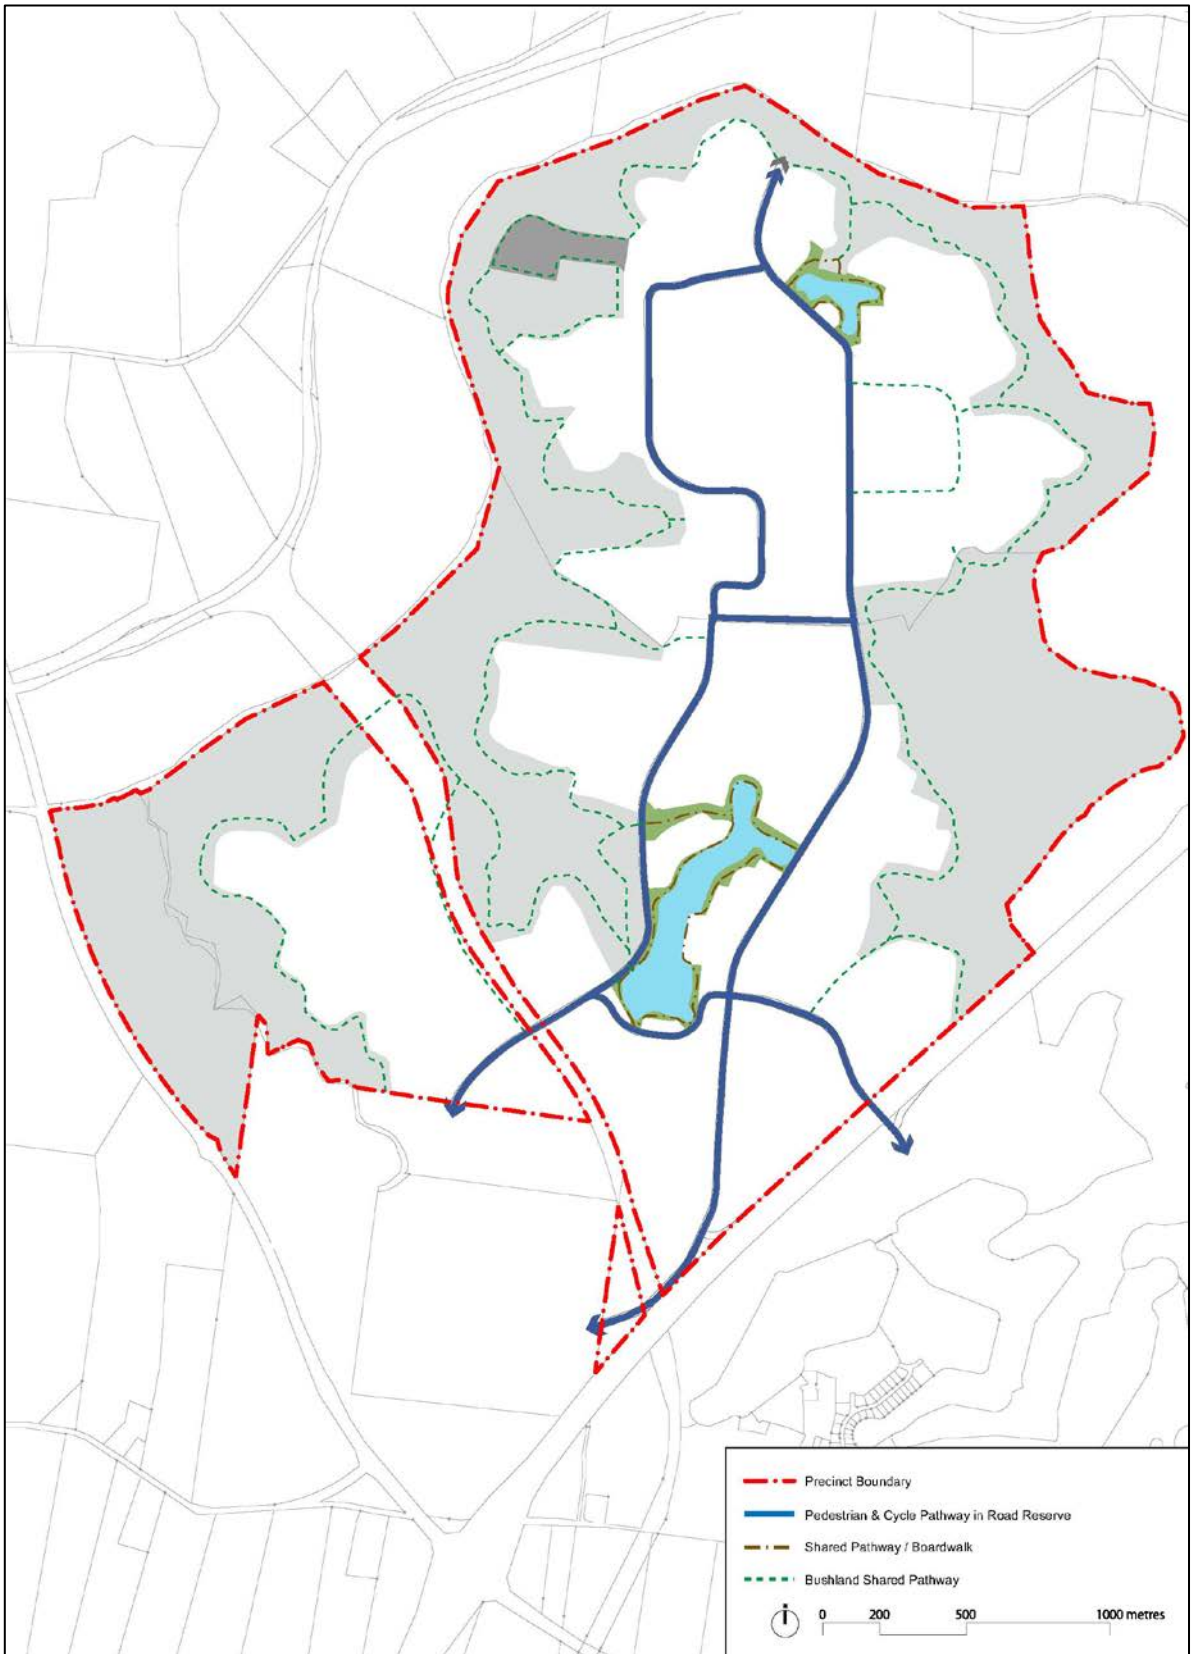 Precinct Boundary
Pedestrian & Cycle Pathway in Road Reserve
Shared Pathway / Boardwalk
Bushland Shared Pathway
0 200 500 1000 metres